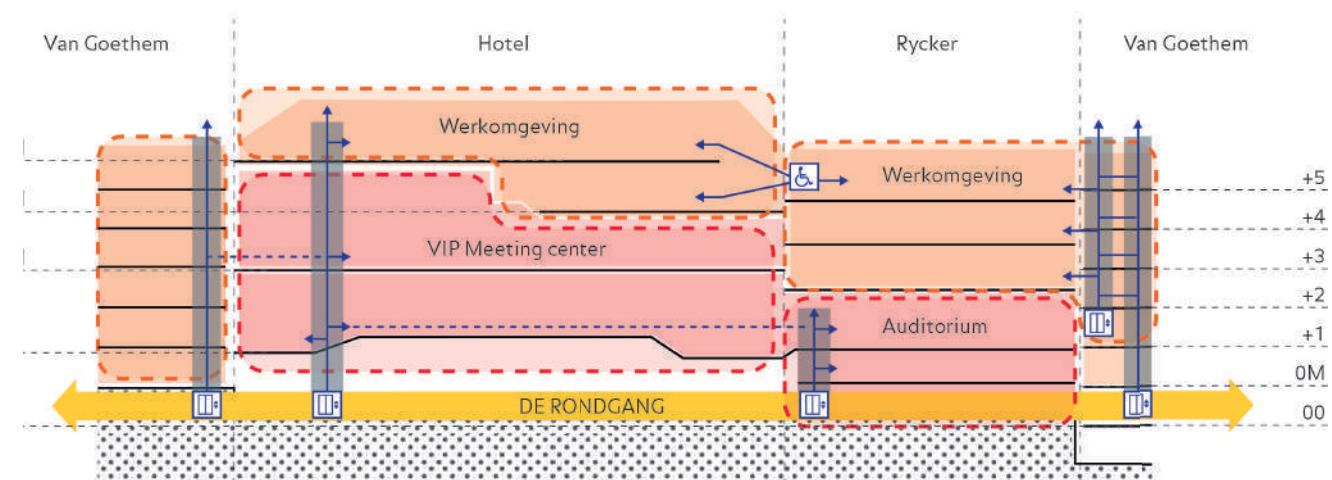 Van Goethem
Hotel
Rycker
Van Goethem
Werkomgeving
Werkomgeving
+5
+4
VIP Meeting center
+3
+2
Auditorium
+1
0M
DE RONDGANG
00